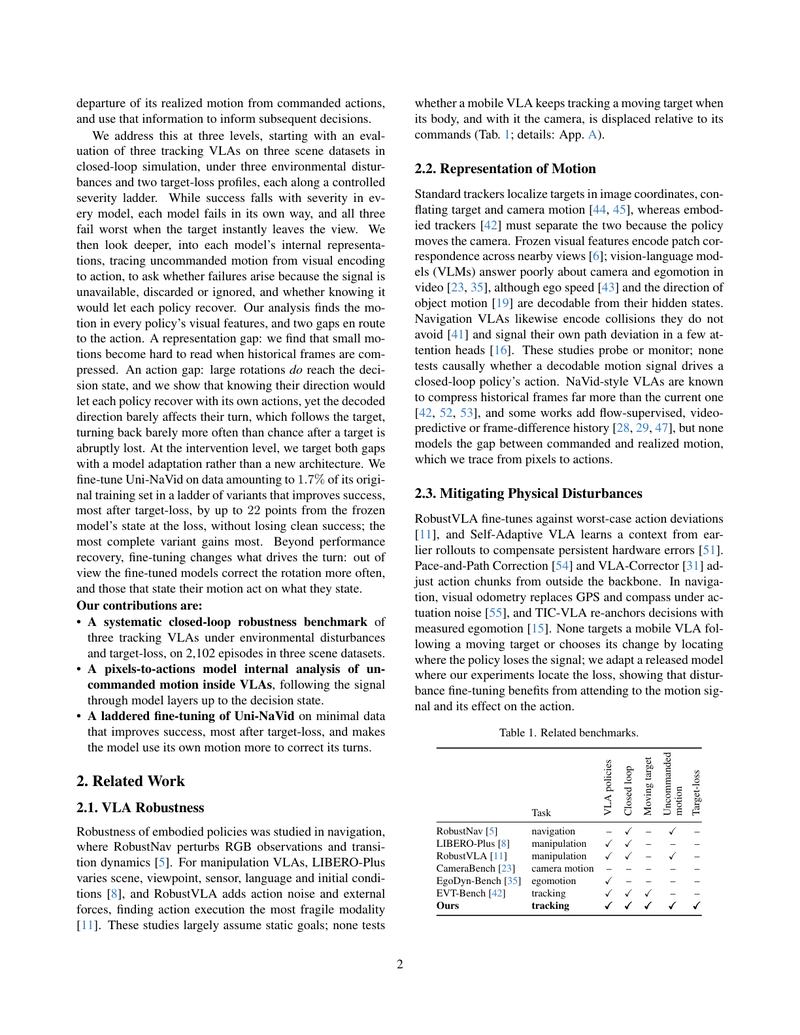 departure of its realized motion from commanded actions,
and use that information to inform subsequent decisions.
We address this at three levels, starting with an eval-
uation of three tracking VLAs on three scene datasets in
closed-loop simulation, under three environmental distur-
bances and two target-loss profiles, each along a controlled
severity ladder. While success falls with severity in ev-
ery model, each model fails in its own way, and all three
fail worst when the target instantly leaves the view. We
then look deeper, into each model's internal representa-
tions, tracing uncommanded motion from visual encoding
to action, to ask whether failures arise because the signal is
unavailable, discarded or ignored, and whether knowing it
would let each policy recover. Our analysis finds the mo-
tion in every policy's visual features, and two gaps en route
to the action. A representation gap: we find that small mo-
tions become hard to read when historical frames are com-
pressed. An action gap: large rotations do reach the deci-
sion state, and we show that knowing their direction would
let each policy recover with its own actions, yet the decoded
direction barely affects their turn, which follows the target,
turning back barely more often than chance after a target is
abruptly lost. At the intervention level, we target both gaps
with a model adaptation rather than a new architecture. We
fine-tune Uni-NaVid on data amounting to 1.7% of its origi-
nal training set in a ladder of variants that improves success,
most after target-loss, by up to 22 points from the frozen
model's state at the loss, without losing clean success; the
most complete variant gains most. Beyond performance
recovery, fine-tuning changes what drives the turn: out of
view the fine-tuned models correct the rotation more often,
and those that state their motion act on what they state.
Our contributions are:
• A systematic closed-loop robustness benchmark of
three tracking VLAs under environmental disturbances
and target-loss, on 2,102 episodes in three scene datasets.
• A pixels-to-actions model internal analysis of un-
commanded motion inside VLAs, following the signal
through model layers up to the decision state.
• A laddered fine-tuning of Uni-NaVid on minimal data
that improves success, most after target-loss, and makes
the model use its own motion more to correct its turns.
2. Related Work
2.1. VLA Robustness
Robustness of embodied policies was studied in navigation,
where RobustNav perturbs RGB observations and transi-
tion dynamics [5]. For manipulation VLAs, LIBERO-Plus
varies scene, viewpoint, sensor, language and initial condi-
tions [8], and RobustVLA adds action noise and external
forces, finding action execution the most fragile modality
[11]. These studies largely assume static goals; none tests
whether a mobile VLA keeps tracking a moving target when
its body, and with it the camera, is displaced relative to its
commands (Tab. 1; details: App. A).
2.2. Representation of Motion
Standard trackers localize targets in image coordinates, con-
flating target and camera motion [44, 45], whereas embod-
ied trackers [42] must separate the two because the policy
moves the camera. Frozen visual features encode patch cor-
respondence across nearby views [6]; vision-language mod-
els (VLMs) answer poorly about camera and egomotion in
video [23, 35], although ego speed [43] and the direction of
object motion [19] are decodable from their hidden states.
Navigation VLAs likewise encode collisions they do not
avoid [41] and signal their own path deviation in a few at-
tention heads [16]. These studies probe or monitor; none
tests causally whether a decodable motion signal drives a
closed-loop policy's action. NaVid-style VLAs are known
to compress historical frames far more than the current one
[42, 52, 53], and some works add flow-supervised, video-
predictive or frame-difference history [28, 29, 47], but none
models the gap between commanded and realized motion,
which we trace from pixels to actions.
2.3. Mitigating Physical Disturbances
RobustVLA fine-tunes against worst-case action deviations
[11], and Self-Adaptive VLA learns a context from ear-
lier rollouts to compensate persistent hardware errors [51].
Pace-and-Path Correction [54] and VLA-Corrector [31] ad-
just action chunks from outside the backbone. In naviga-
tion, visual odometry replaces GPS and compass under ac-
tuation noise [55], and TIC-VLA re-anchors decisions with
measured egomotion [15]. None targets a mobile VLA fol-
lowing a moving target or chooses its change by locating
where the policy loses the signal; we adapt a released model
where our experiments locate the loss, showing that distur-
bance fine-tuning benefits from attending to the motion sig-
nal and its effect on the action.
Table 1. Related benchmarks.
Task VLA policies Closed loop Moving target Uncommanded motion Target-loss
RobustNav [5] navigation – ✓ – ✓ –
LIBERO-Plus [8] manipulation ✓ ✓ – – –
RobustVLA [11] manipulation ✓ ✓ – ✓ –
CameraBench [23] camera motion – – – – –
EgoDyn-Bench [35] egomotion ✓ – – – –
EVT-Bench [42] tracking ✓ ✓ ✓ – –
Ours tracking ✓ ✓ ✓ ✓ ✓
2